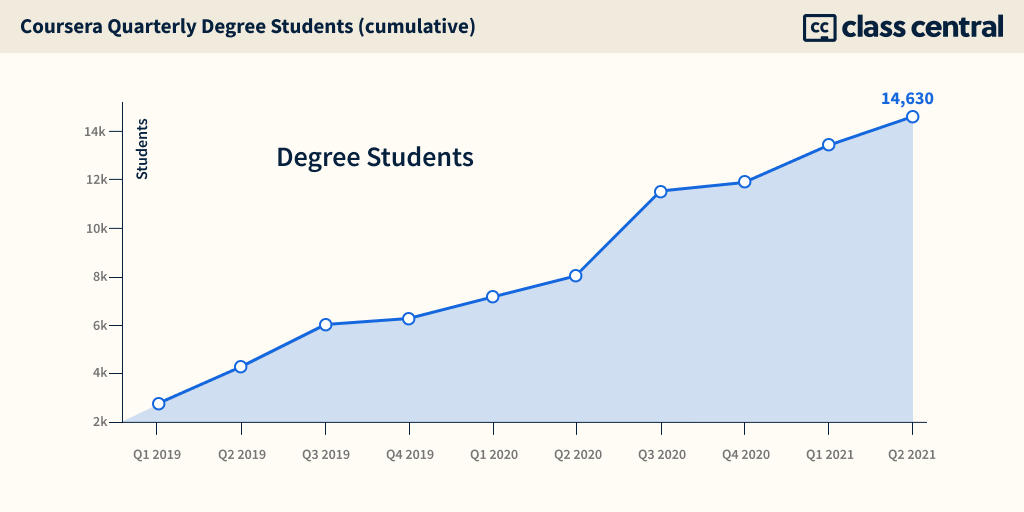 Coursera Quarterly Degree Students (cumulative)
cc class central
14,630
Degree Students
Students
14k
12k
10k
8k
6k
4k
2k
Q1 2019 Q2 2019 Q3 2019 Q4 2019 Q1 2020 Q2 2020 Q3 2020 Q4 2020 Q1 2021 Q2 2021